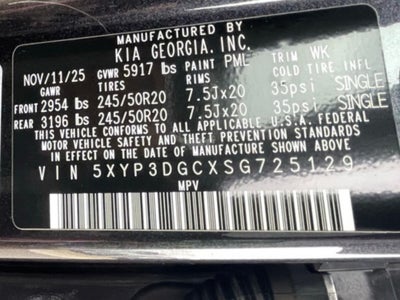 MANUFACTURED BY
KIA GEORGIA, INC.
NOV/11/25 GVWR 5917 lbs PAINT PML TRIM WK
GAWR TIRES RIMS COLD TIRE INFL
FRONT 2954 lbs 245/50R20 7.5Jx20 35psi SINGLE
REAR 3196 lbs 245/50R20 7.5Jx20 35psi SINGLE
THIS VEHICLE CONFORMS TO ALL APPLICABLE FEDERAL
MOTOR VEHICLE SAFETY AND THEFT PREVENTION
STANDARDS IN EFFECT ON THE DATE OF MANUFACTURE SHOWN ABOVE.
VIN 5XYP3DGCXSG725129
MPV